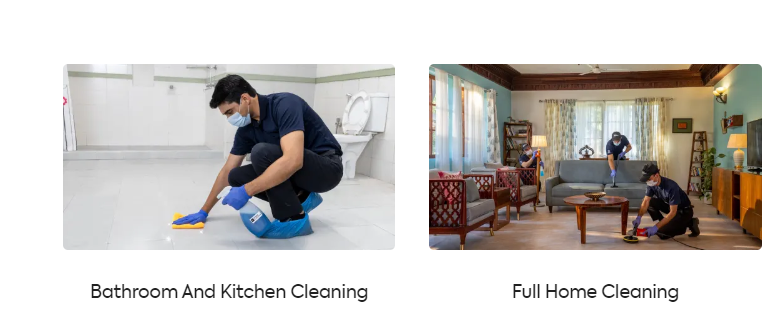 Bathroom And Kitchen Cleaning
Full Home Cleaning